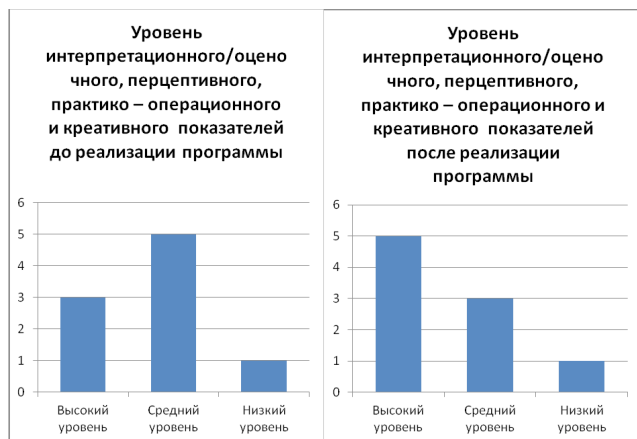 Уровень
интерпретационного/оцено
чного, перцептивного,
практико – операционного
и креативного показателей
до реализации программы
6
5
4
3
2
1
0
Высокий
уровень
Средний
уровень
Низкий
уровень
Уровень
интерпретационного/оцено
чного, перцептивного,
практико – операционного и
креативного показателей
после реализации
программы
6
5
4
3
2
1
0
Высокий
уровень
Средний
уровень
Низкий
уровень